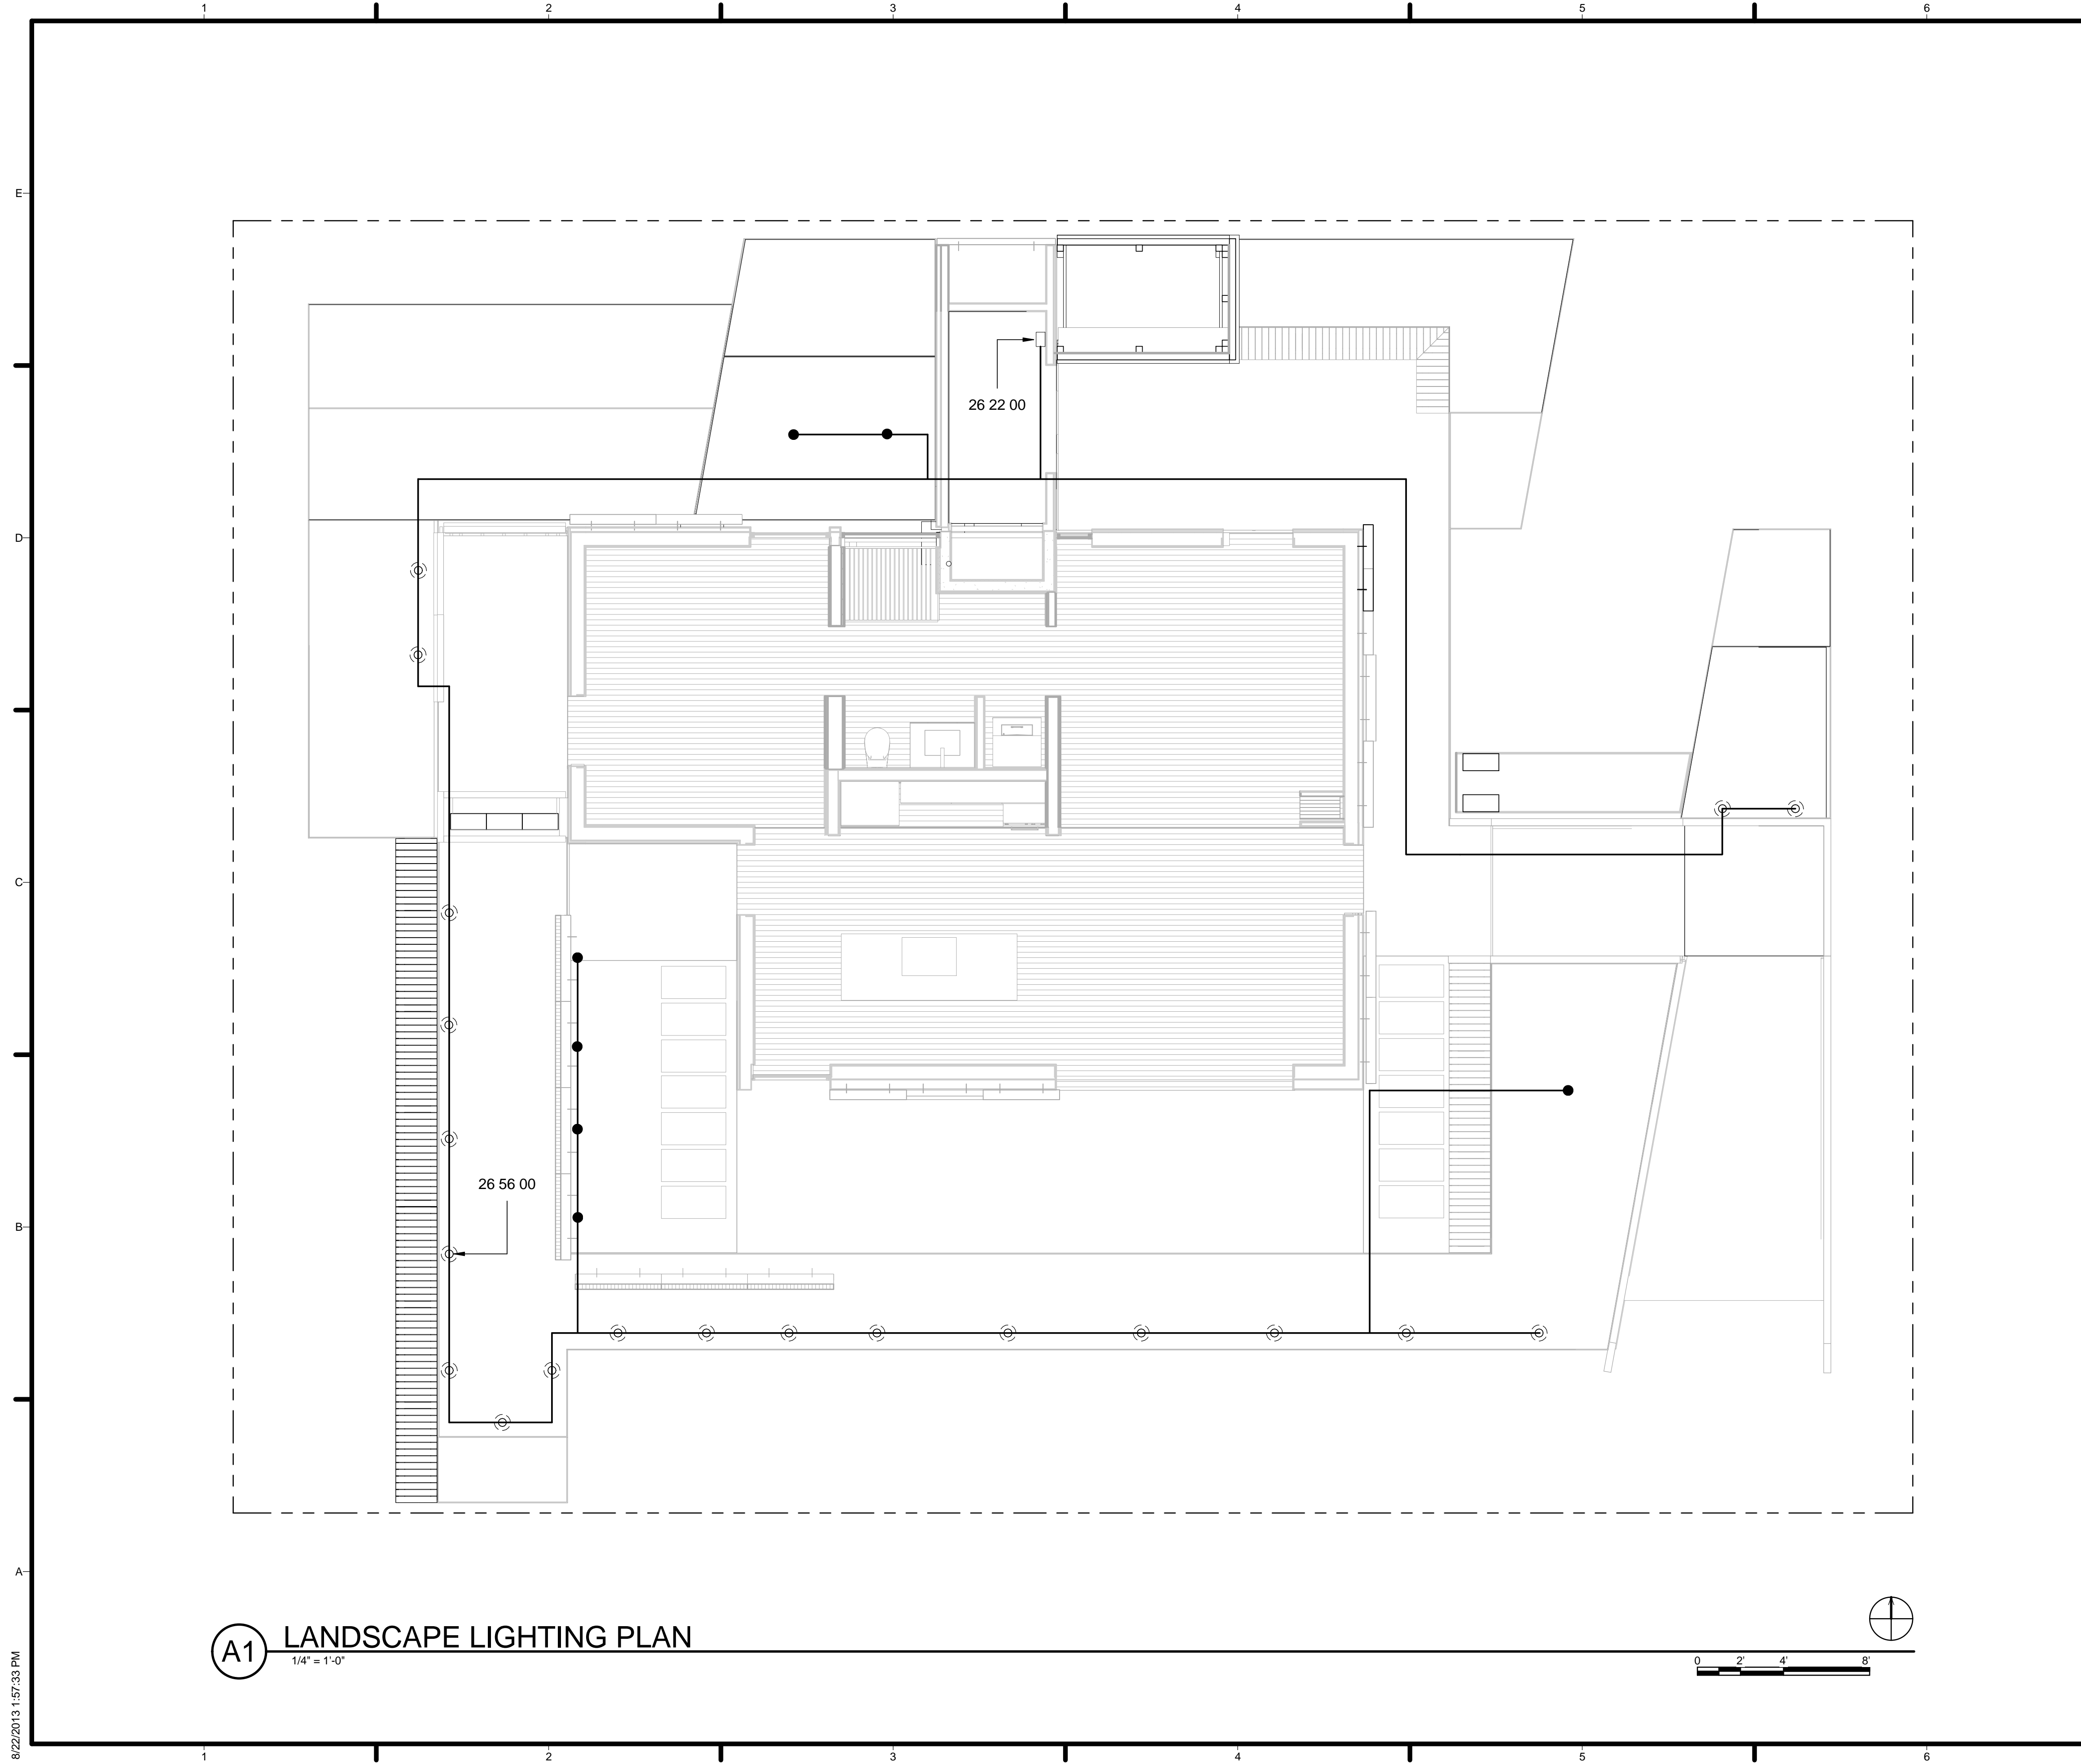 1 2 3 4 5 6
E
26 22 00
D
C
26 56 00
B
A
A1 LANDSCAPE LIGHTING PLAN
1/4" = 1'-0"
0 2' 4' 8'
8/22/2013 1:57:33 PM
1 2 3 4 5 6